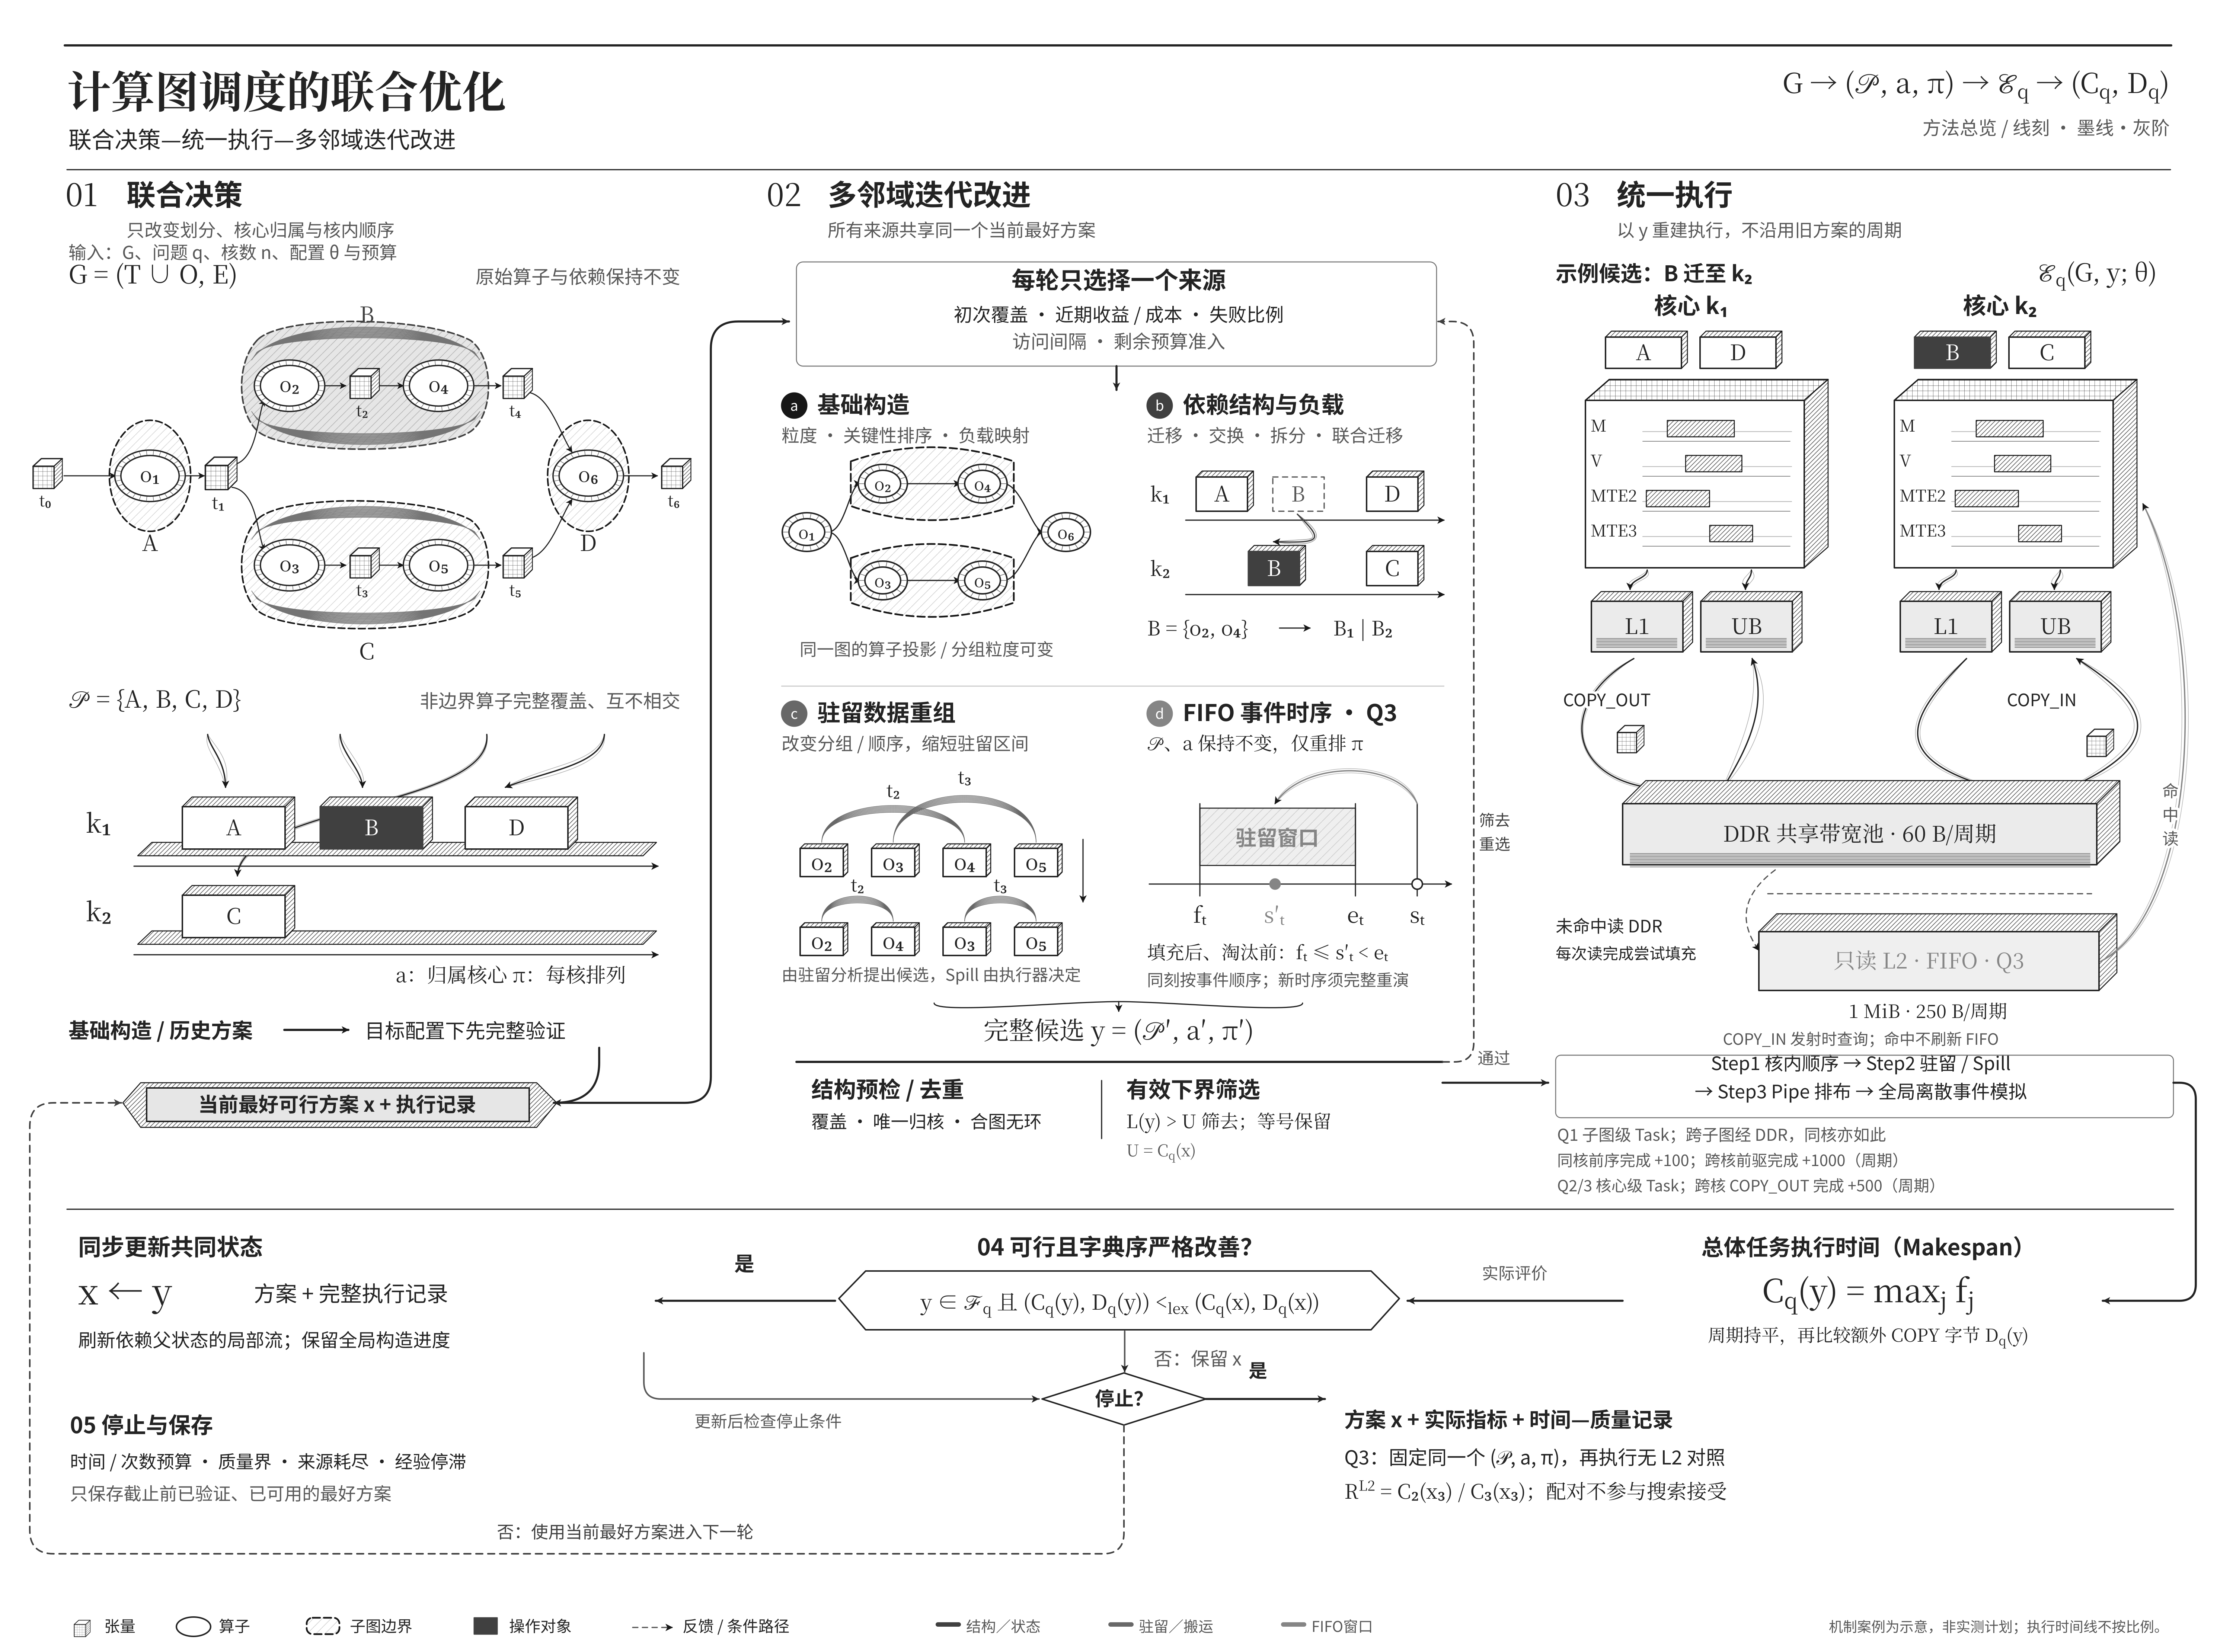 计算图调度的联合优化
联合决策—统一执行—多邻域迭代改进
G → (𝒫, a, π) → ℰq → (Cq, Dq)
方法总览 / 线刻 · 墨线 · 灰阶
01 联合决策
只改变划分、核心归属与核内顺序
输入：G、问题 q、核数 n、配置 θ 与预算
G = (T ∪ O, E)
原始算子与依赖保持不变
B
o₂
t₂
o₄
t₄
t₀
o₁
t₁
o₆
t₆
A
D
o₃
t₃
o₅
t₅
C
𝒫 = {A, B, C, D}
非边界算子完整覆盖、互不相交
k₁
A
B
D
k₂
C
a：归属核心 π：每核排列
基础构造 / 历史方案
目标配置下先完整验证
当前最好可行方案 x + 执行记录
02 多邻域迭代改进
所有来源共享同一个当前最好方案
每轮只选择一个来源
初次覆盖 · 近期收益 / 成本 · 失败比例
访问间隔 · 剩余预算准入
a 基础构造
粒度 · 关键性排序 · 负载映射
o₂
o₄
o₁
o₆
o₃
o₅
同一图的算子投影 / 分组粒度可变
b 依赖结构与负载
迁移 · 交换 · 拆分 · 联合迁移
k₁
A
B
D
k₂
B
C
B = {o₂, o₄} → B₁ | B₂
c 驻留数据重组
改变分组 / 顺序，缩短驻留区间
t₂
t₃
o₂
o₃
o₄
o₅
t₂
t₃
o₂
o₄
o₃
o₅
由驻留分析提出候选，Spill 由执行器决定
d FIFO 事件时序 · Q3
𝒫、a 保持不变，仅重排 π
驻留窗口
fₜ
s′ₜ
eₜ
sₜ
填充后、淘汰前：fₜ ⩽ s′ₜ < eₜ
同刻按事件顺序；新时序须完整重演
完整候选 y = (𝒫′, a′, π′)
筛去
重选
通过
结构预检 / 去重
覆盖 · 唯一归核 · 合图无环
有效下界筛选
L(y) > U 筛去；等号保留
U = Cq(x)
03 统一执行
以 y 重建执行，不沿用旧方案的周期
示例候选：B 迁至 k₂
ℰq(G, y; θ)
核心 k₁
核心 k₂
A
D
B
C
M
V
MTE2
MTE3
M
V
MTE2
MTE3
L1
UB
L1
UB
COPY_OUT
COPY_IN
命
中
读
DDR 共享带宽池 · 60 B/周期
未命中读 DDR
每次读完成尝试填充
只读 L2 · FIFO · Q3
1 MiB · 250 B/周期
COPY_IN 发射时查询；命中不刷新 FIFO
Step1 核内顺序 → Step2 驻留 / Spill
→ Step3 Pipe 排布 → 全局离散事件模拟
Q1 子图级 Task；跨子图经 DDR，同核亦如此
同核前序完成 +100；跨核前驱完成 +1000（周期）
Q2/3 核心级 Task；跨核 COPY_OUT 完成 +500（周期）
同步更新共同状态
x ← y
方案 + 完整执行记录
刷新依赖父状态的局部流；保留全局构造进度
是
04 可行且字典序严格改善？
y ∈ ℱq 且 (Cq(y), Dq(y)) <lex (Cq(x), Dq(x))
实际评价
总体任务执行时间（Makespan）
Cq(y) = maxj fj
周期持平，再比较额外 COPY 字节 Dq(y)
否：保留 x
是
停止？
更新后检查停止条件
05 停止与保存
时间 / 次数预算 · 质量界 · 来源耗尽 · 经验停滞
只保存截止前已验证、已可用的最好方案
否：使用当前最好方案进入下一轮
方案 x + 实际指标 + 时间—质量记录
Q3：固定同一个 (𝒫, a, π)，再执行无 L2 对照
R^L2 = C₂(x₃) / C₃(x₃)；配对不参与搜索接受
张量
算子
子图边界
操作对象
反馈 / 条件路径
结构／状态
驻留／搬运
FIFO窗口
机制案例为示意，非实测计划；执行时间线不按比例。